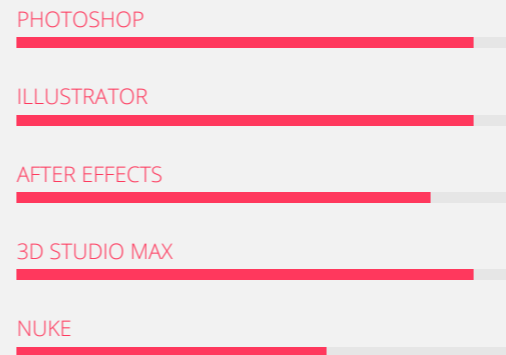 PHOTOSHOP
ILLUSTRATOR
AFTER EFFECTS
3D STUDIO MAX
NUKE